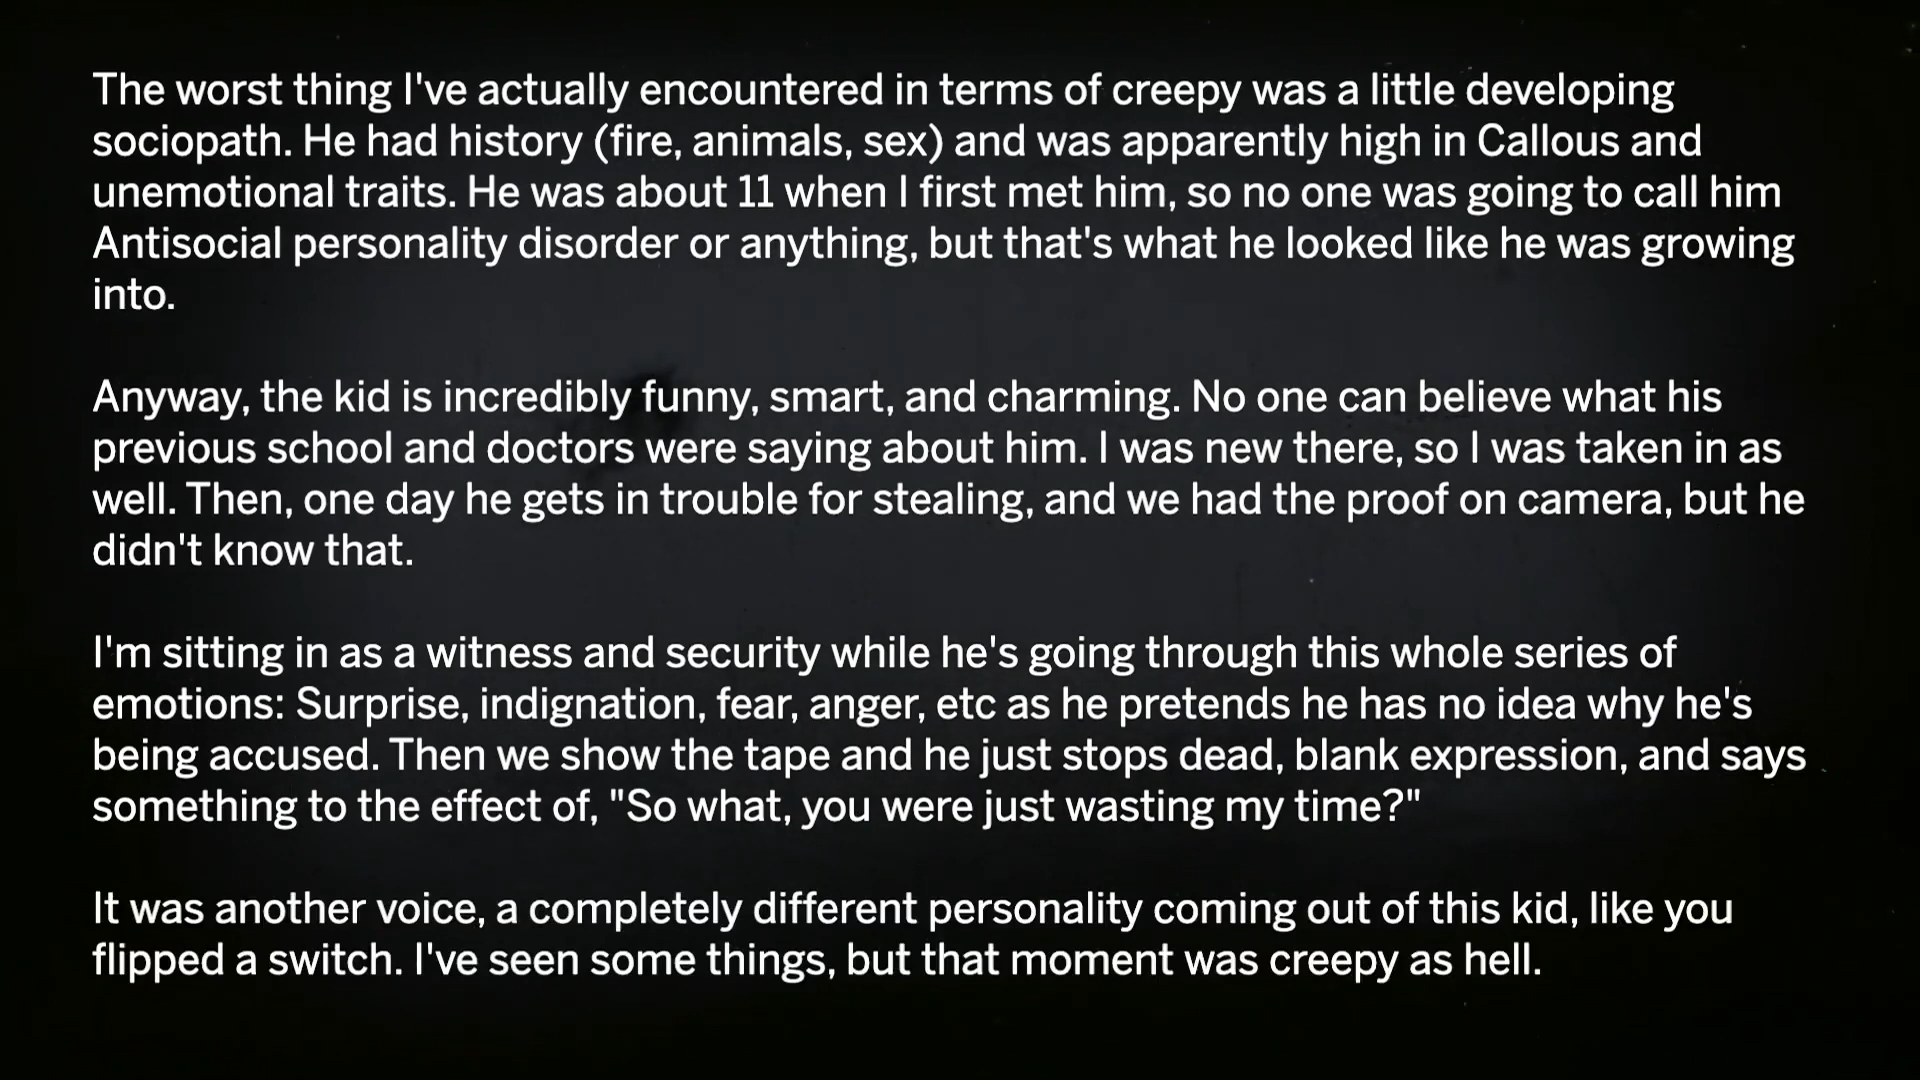 The worst thing I've actually encountered in terms of creepy was a little developing
sociopath. He had history (fire, animals, sex) and was apparently high in Callous and
unemotional traits. He was about 11 when I first met him, so no one was going to call him
Antisocial personality disorder or anything, but that's what he looked like he was growing
into.
Anyway, the kid is incredibly funny, smart, and charming. No one can believe what his
previous school and doctors were saying about him. I was new there, so I was taken in as
well. Then, one day he gets in trouble for stealing, and we had the proof on camera, but he
didn't know that.
I'm sitting in as a witness and security while he's going through this whole series of
emotions: Surprise, indignation, fear, anger, etc as he pretends he has no idea why he's
being accused. Then we show the tape and he just stops dead, blank expression, and says
something to the effect of, "So what, you were just wasting my time?"
It was another voice, a completely different personality coming out of this kid, like you
flipped a switch. I've seen some things, but that moment was creepy as hell.